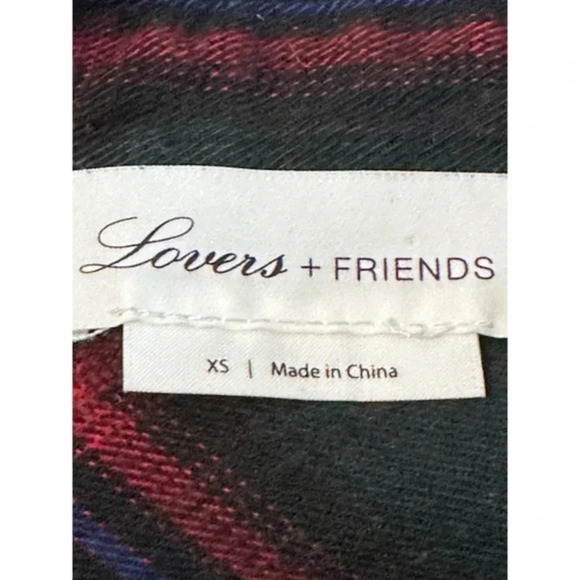 Lovers + FRIENDS
XS | Made in China